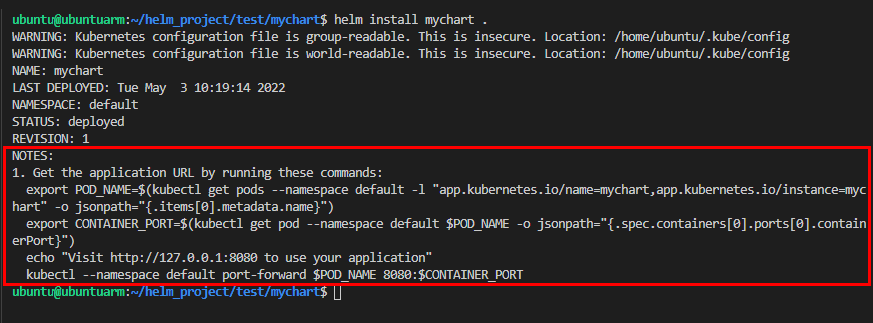 ubuntu@ubuntuarm:~/helm_project/test/mychart$ helm install mychart .
WARNING: Kubernetes configuration file is group-readable. This is insecure. Location: /home/ubuntu/.kube/config
WARNING: Kubernetes configuration file is world-readable. This is insecure. Location: /home/ubuntu/.kube/config
NAME: mychart
LAST DEPLOYED: Tue May  3 10:19:14 2022
NAMESPACE: default
STATUS: deployed
REVISION: 1
NOTES:
1. Get the application URL by running these commands:
  export POD_NAME=$(kubectl get pods --namespace default -l "app.kubernetes.io/name=mychart,app.kubernetes.io/instance=myc
hart" -o jsonpath="{.items[0].metadata.name}")
  export CONTAINER_PORT=$(kubectl get pod --namespace default $POD_NAME -o jsonpath="{.spec.containers[0].ports[0].contain
erPort}")
  echo "Visit http://127.0.0.1:8080 to use your application"
  kubectl --namespace default port-forward $POD_NAME 8080:$CONTAINER_PORT
ubuntu@ubuntuarm:~/helm_project/test/mychart$